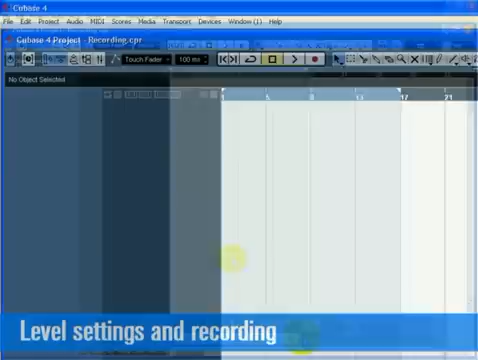 Cubase 4
File Edit Project Audio MIDI Scores Media Transport Devices Window (1) Help
Cubase 4 Project - Recording.cpr
Touch Fader 100 ms
No Object Selected
1 5 9 13 17 21
Level settings and recording